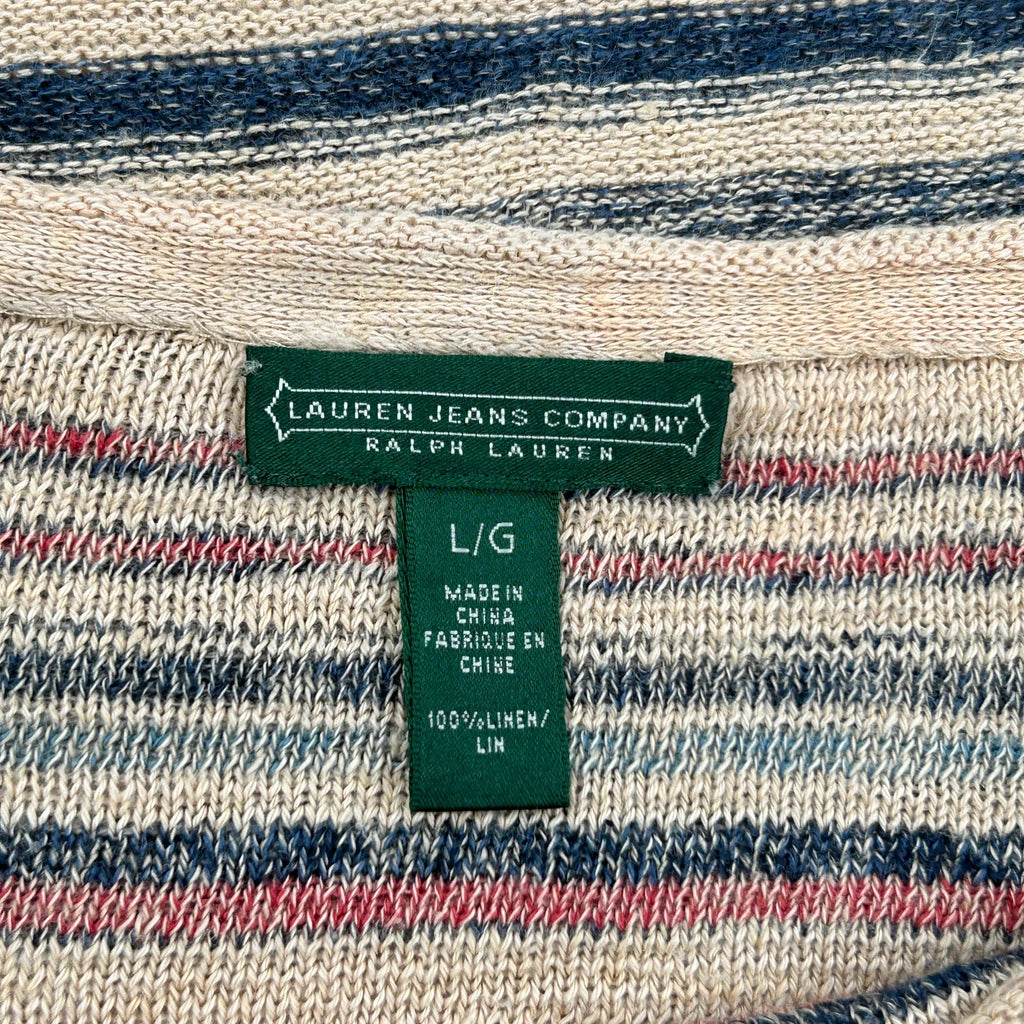 LAUREN JEANS COMPANY
RALPH LAUREN
L/G
MADE IN
CHINA
FABRIQUE EN
CHINE
100% LINEN/
LIN